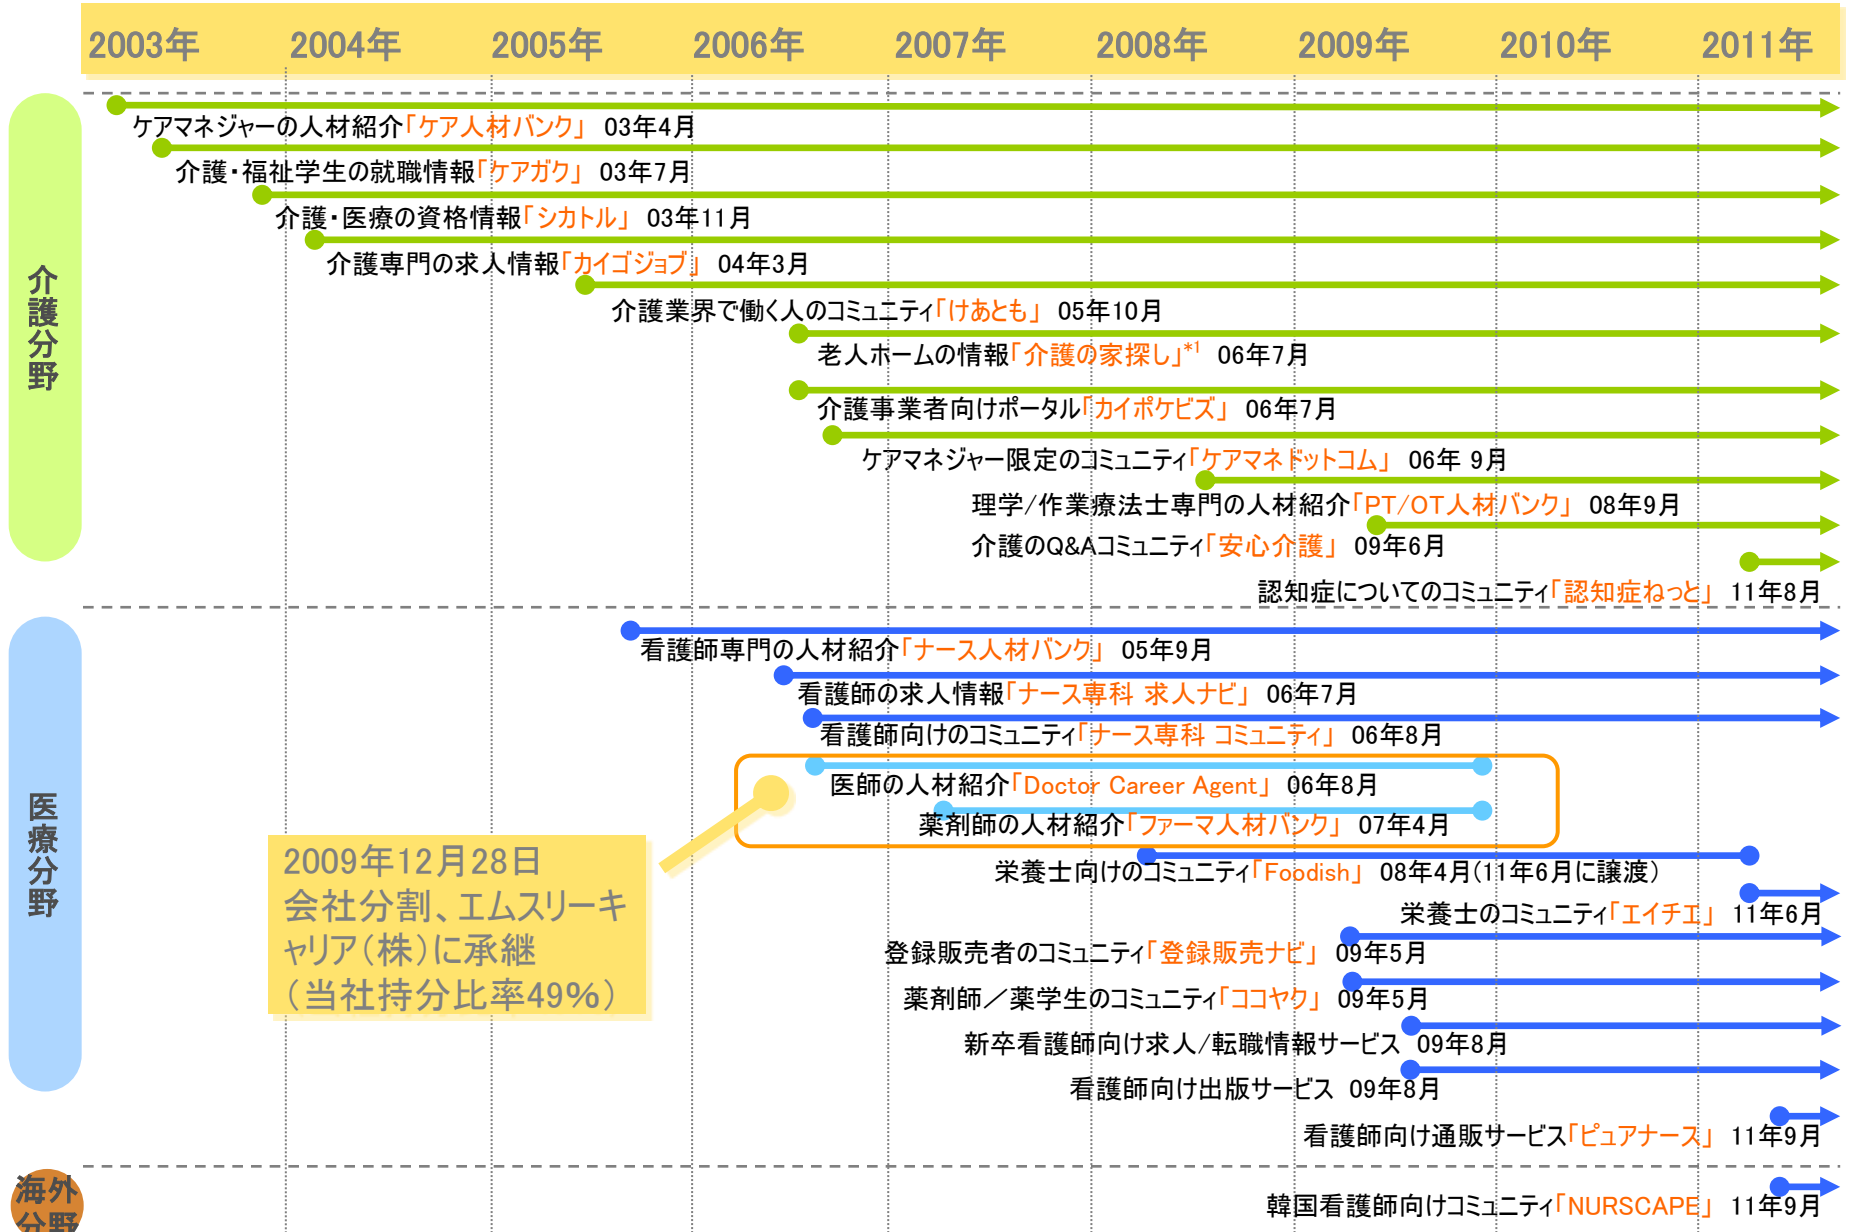 2003年 2004年 2005年 2006年 2007年 2008年 2009年 2010年 2011年
介護分野
ケアマネジャーの人材紹介「ケア人材バンク」 03年4月
介護・福祉学生の就職情報「ケアガク」 03年7月
介護・医療の資格情報「シカトル」 03年11月
介護専門の求人情報「カイゴジョブ」 04年3月
介護業界で働く人のコミュニティ「けあとも」 05年10月
老人ホームの情報「介護の家探し」*1 06年7月
介護事業者向けポータル「カイポケビズ」 06年7月
ケアマネジャー限定のコミュニティ「ケアマネドットコム」 06年 9月
理学/作業療法士専門の人材紹介「PT/OT人材バンク」 08年9月
介護のQ&Aコミュニティ「安心介護」 09年6月
認知症についてのコミュニティ「認知症ねっと」 11年8月
医療分野
看護師専門の人材紹介「ナース人材バンク」 05年9月
看護師の求人情報「ナース専科 求人ナビ」 06年7月
看護師向けのコミュニティ「ナース専科 コミュニティ」 06年8月
医師の人材紹介「Doctor Career Agent」 06年8月
薬剤師の人材紹介「ファーマ人材バンク」 07年4月
2009年12月28日
会社分割、エムスリーキ
ャリア(株)に承継
(当社持分比率49%)
栄養士向けのコミュニティ「Foodish」 08年4月(11年6月に譲渡)
栄養士のコミュニティ「エイチエ」 11年6月
登録販売者のコミュニティ「登録販売ナビ」 09年5月
薬剤師/薬学生のコミュニティ「ココヤク」 09年5月
新卒看護師向け求人/転職情報サービス 09年8月
看護師向け出版サービス 09年8月
看護師向け通販サービス「ピュアナース」 11年9月
海外
分野
韓国看護師向けコミュニティ「NURSCAPE」 11年9月